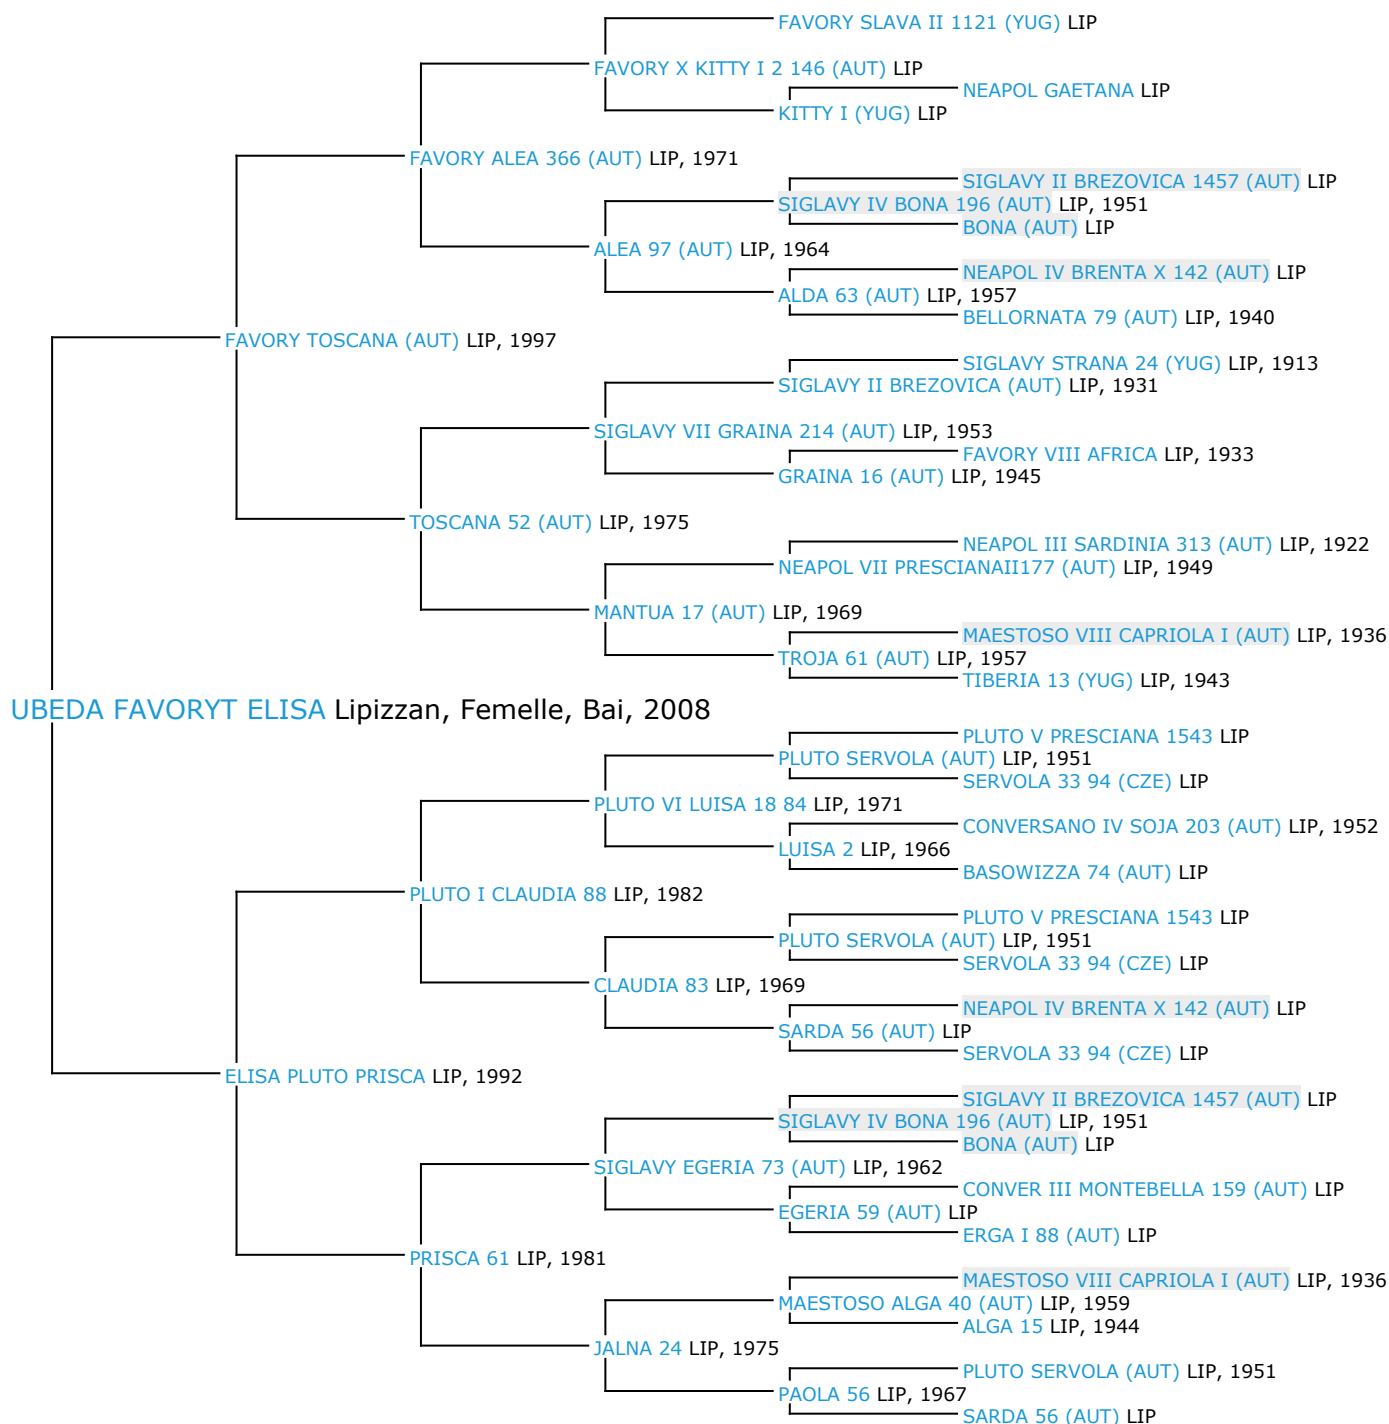 FAVORY SLAVA II 1121 (YUG) LIP
FAVORY X KITTY I 2 146 (AUT) LIP
NEAPOL GAETANA LIP
KITTY I (YUG) LIP
FAVORY ALEA 366 (AUT) LIP, 1971
SIGLAVY II BREZOVICA 1457 (AUT) LIP
SIGLAVY IV BONA 196 (AUT) LIP, 1951
BONA (AUT) LIP
ALEA 97 (AUT) LIP, 1964
NEAPOL IV BRENTA X 142 (AUT) LIP
ALDA 63 (AUT) LIP, 1957
BELLORNATA 79 (AUT) LIP, 1940
FAVORY TOSCANA (AUT) LIP, 1997
SIGLAVY STRANA 24 (YUG) LIP, 1913
SIGLAVY II BREZOVICA (AUT) LIP, 1931
SIGLAVY VII GRAINA 214 (AUT) LIP, 1953
FAVORY VIII AFRICA LIP, 1933
GRAINA 16 (AUT) LIP, 1945
TOSCANA 52 (AUT) LIP, 1975
NEAPOL III SARDINIA 313 (AUT) LIP, 1922
NEAPOL VII PRESCIANAII177 (AUT) LIP, 1949
MANTUA 17 (AUT) LIP, 1969
MAESTOSO VIII CAPRIOLA I (AUT) LIP, 1936
TROJA 61 (AUT) LIP, 1957
TIBERIA 13 (YUG) LIP, 1943
UBEDA FAVORYT ELISA Lipizzan, Femelle, Bai, 2008
PLUTO V PRESCIANA 1543 LIP
PLUTO SERVOLA (AUT) LIP, 1951
SERVOLA 33 94 (CZE) LIP
PLUTO VI LUISA 18 84 LIP, 1971
CONVERSANO IV SOJA 203 (AUT) LIP, 1952
LUISA 2 LIP, 1966
BASOWIZZA 74 (AUT) LIP
PLUTO I CLAUDIA 88 LIP, 1982
PLUTO V PRESCIANA 1543 LIP
PLUTO SERVOLA (AUT) LIP, 1951
SERVOLA 33 94 (CZE) LIP
CLAUDIA 83 LIP, 1969
NEAPOL IV BRENTA X 142 (AUT) LIP
SARDA 56 (AUT) LIP
SERVOLA 33 94 (CZE) LIP
ELISA PLUTO PRISCA LIP, 1992
SIGLAVY II BREZOVICA 1457 (AUT) LIP
SIGLAVY IV BONA 196 (AUT) LIP, 1951
BONA (AUT) LIP
SIGLAVY EGERIA 73 (AUT) LIP, 1962
CONVER III MONTEBELLA 159 (AUT) LIP
EGERIA 59 (AUT) LIP
ERGA I 88 (AUT) LIP
PRISCA 61 LIP, 1981
MAESTOSO VIII CAPRIOLA I (AUT) LIP, 1936
MAESTOSO ALGA 40 (AUT) LIP, 1959
ALGA 15 LIP, 1944
JALNA 24 LIP, 1975
PLUTO SERVOLA (AUT) LIP, 1951
PAOLA 56 LIP, 1967
SARDA 56 (AUT) LIP